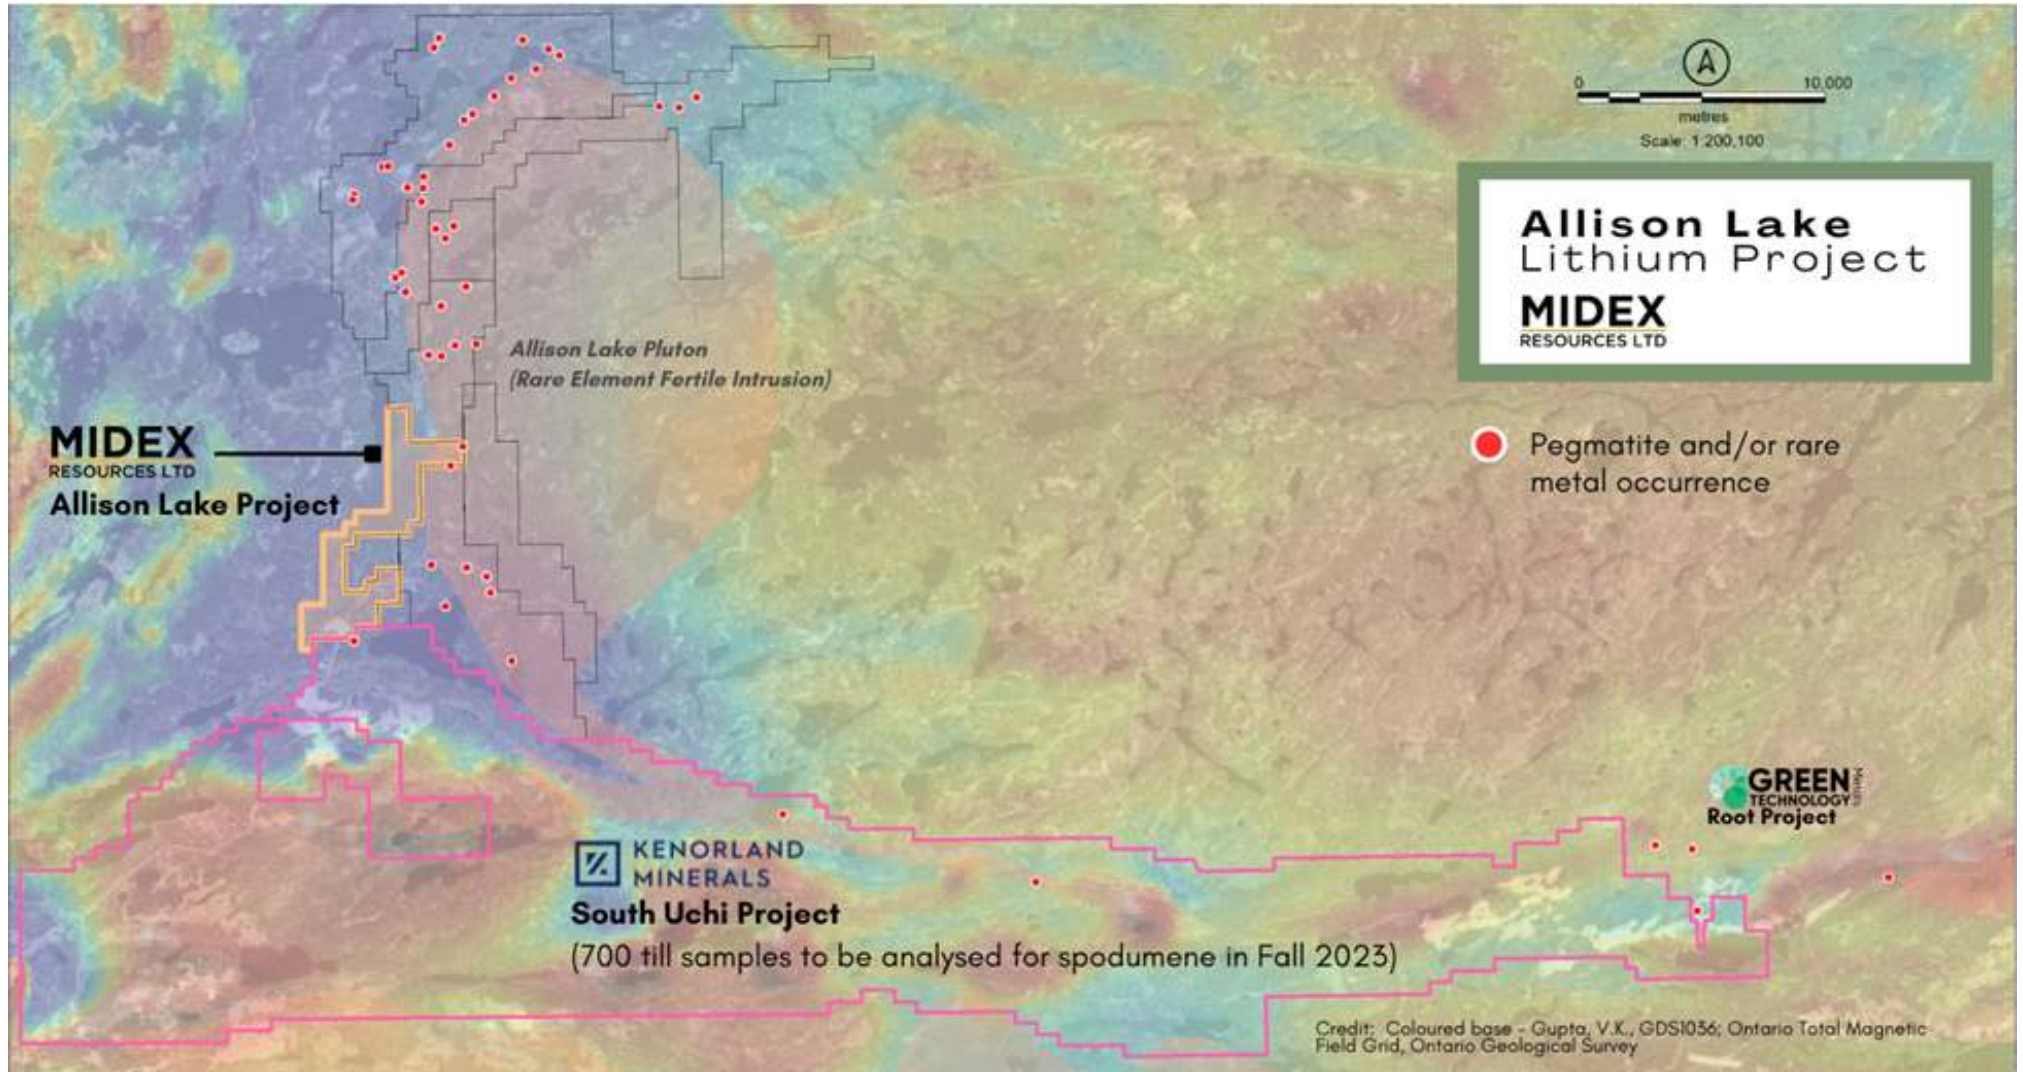 A
0 10,000
metres
Scale: 1:200,100
Allison Lake
Lithium Project
MIDEX
RESOURCES LTD
Allison Lake Pluton
(Rare Element Fertile Intrusion)
MIDEX
RESOURCES LTD
Allison Lake Project
Pegmatite and/or rare
metal occurrence
GREEN
TECHNOLOGY
Metals
Root Project
KENORLAND
MINERALS
South Uchi Project
(700 till samples to be analysed for spodumene in Fall 2023)
Credit: Coloured base - Gupta, V.K., GDS1036; Ontario Total Magnetic
Field Grid, Ontario Geological Survey